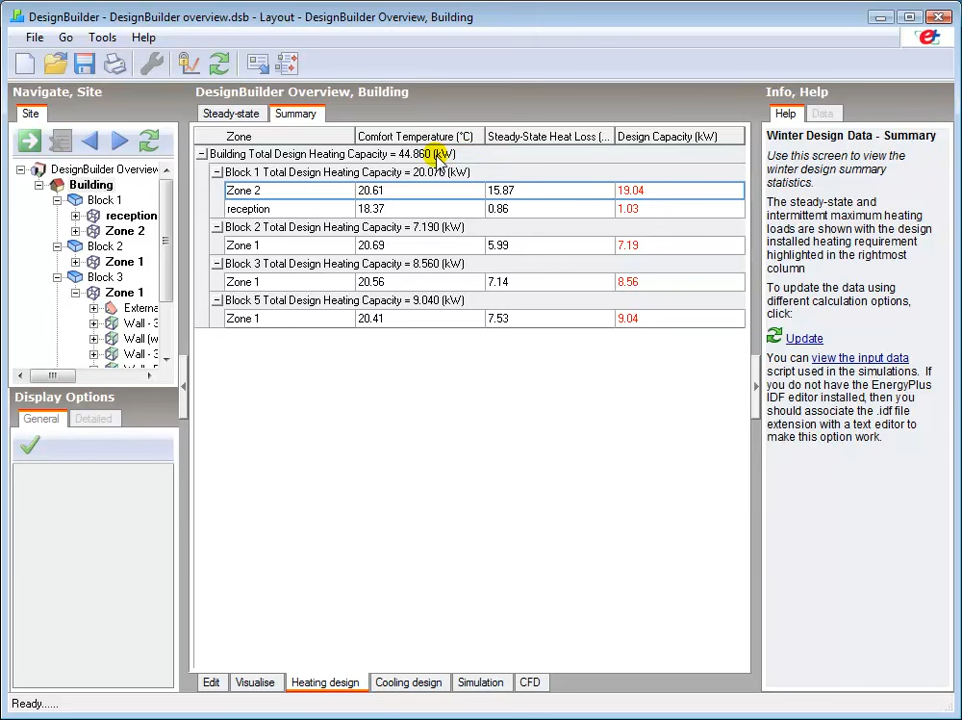 DesignBuilder - DesignBuilder overview.dsb - Layout - DesignBuilder Overview, Building
File Go Tools Help
Navigate, Site
Site
DesignBuilder Overview
Building
Block 1
reception
Zone 2
Block 2
Zone 1
Block 3
Zone 1
Externa
Wall - 3
Wall (w
Wall - 3
Wall - 5
Display Options
General Detailed
DesignBuilder Overview, Building
Steady-state Summary
Zone Comfort Temperature (°C) Steady-State Heat Loss (... Design Capacity (kW)
Building Total Design Heating Capacity = 44.860 (kW)
Block 1 Total Design Heating Capacity = 20.070 (kW)
Zone 2 20.61 15.87 19.04
reception 18.37 0.86 1.03
Block 2 Total Design Heating Capacity = 7.190 (kW)
Zone 1 20.69 5.99 7.19
Block 3 Total Design Heating Capacity = 8.560 (kW)
Zone 1 20.56 7.14 8.56
Block 5 Total Design Heating Capacity = 9.040 (kW)
Zone 1 20.41 7.53 9.04
Edit Visualise Heating design Cooling design Simulation CFD
Info, Help
Help Data
Winter Design Data - Summary
Use this screen to view the
winter design summary
statistics.
The steady-state and
intermittemt maximum heating
loads are shown with the design
installed heating requirement
highlighted in the rightmost
column
To update the data using
different calculation options,
click:
Update
You can view the input data
script used in the simulations. If
you do not have the EnergyPlus
IDF editor installed, then you
should associate the .idf file
extension with a text editor to
make this option work.
Ready......